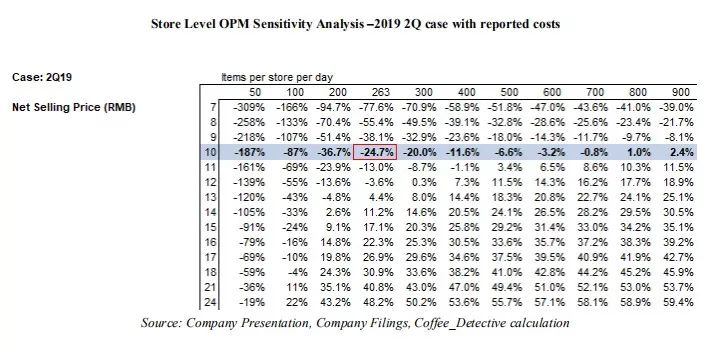 Store Level OPM Sensitivity Analysis –2019 2Q case with reported costs
Case: 2Q19 Items per store per day
50 100 200 263 300 400 500 600 700 800 900
Net Selling Price (RMB) 7 -309% -166% -94.7% -77.6% -70.9% -58.9% -51.8% -47.0% -43.6% -41.0% -39.0%
8 -258% -133% -70.4% -55.4% -49.5% -39.1% -32.8% -28.6% -25.6% -23.4% -21.7%
9 -218% -107% -51.4% -38.1% -32.9% -23.6% -18.0% -14.3% -11.7% -9.7% -8.1%
10 -187% -87% -36.7% -24.7% -20.0% -11.6% -6.6% -3.2% -0.8% 1.0% 2.4%
11 -161% -69% -23.9% -13.0% -8.7% -1.1% 3.4% 6.5% 8.6% 10.3% 11.5%
12 -139% -55% -13.6% -3.6% 0.3% 7.3% 11.5% 14.3% 16.2% 17.7% 18.9%
13 -120% -43% -4.8% 4.4% 8.0% 14.4% 18.3% 20.8% 22.7% 24.1% 25.1%
14 -105% -33% 2.6% 11.2% 14.6% 20.5% 24.1% 26.5% 28.2% 29.5% 30.5%
15 -91% -24% 9.1% 17.1% 20.3% 25.8% 29.2% 31.4% 33.0% 34.2% 35.1%
16 -79% -16% 14.8% 22.3% 25.3% 30.5% 33.6% 35.7% 37.2% 38.3% 39.2%
17 -69% -10% 19.8% 26.9% 29.6% 34.6% 37.5% 39.5% 40.9% 41.9% 42.7%
18 -59% -4% 24.3% 30.9% 33.6% 38.2% 41.0% 42.8% 44.2% 45.2% 45.9%
21 -36% 11% 35.1% 40.8% 43.0% 47.0% 49.4% 51.0% 52.1% 53.0% 53.7%
24 -19% 22% 43.2% 48.2% 50.2% 53.6% 55.7% 57.1% 58.1% 58.9% 59.4%
Source: Company Presentation, Company Filings, Coffee_Detective calculation